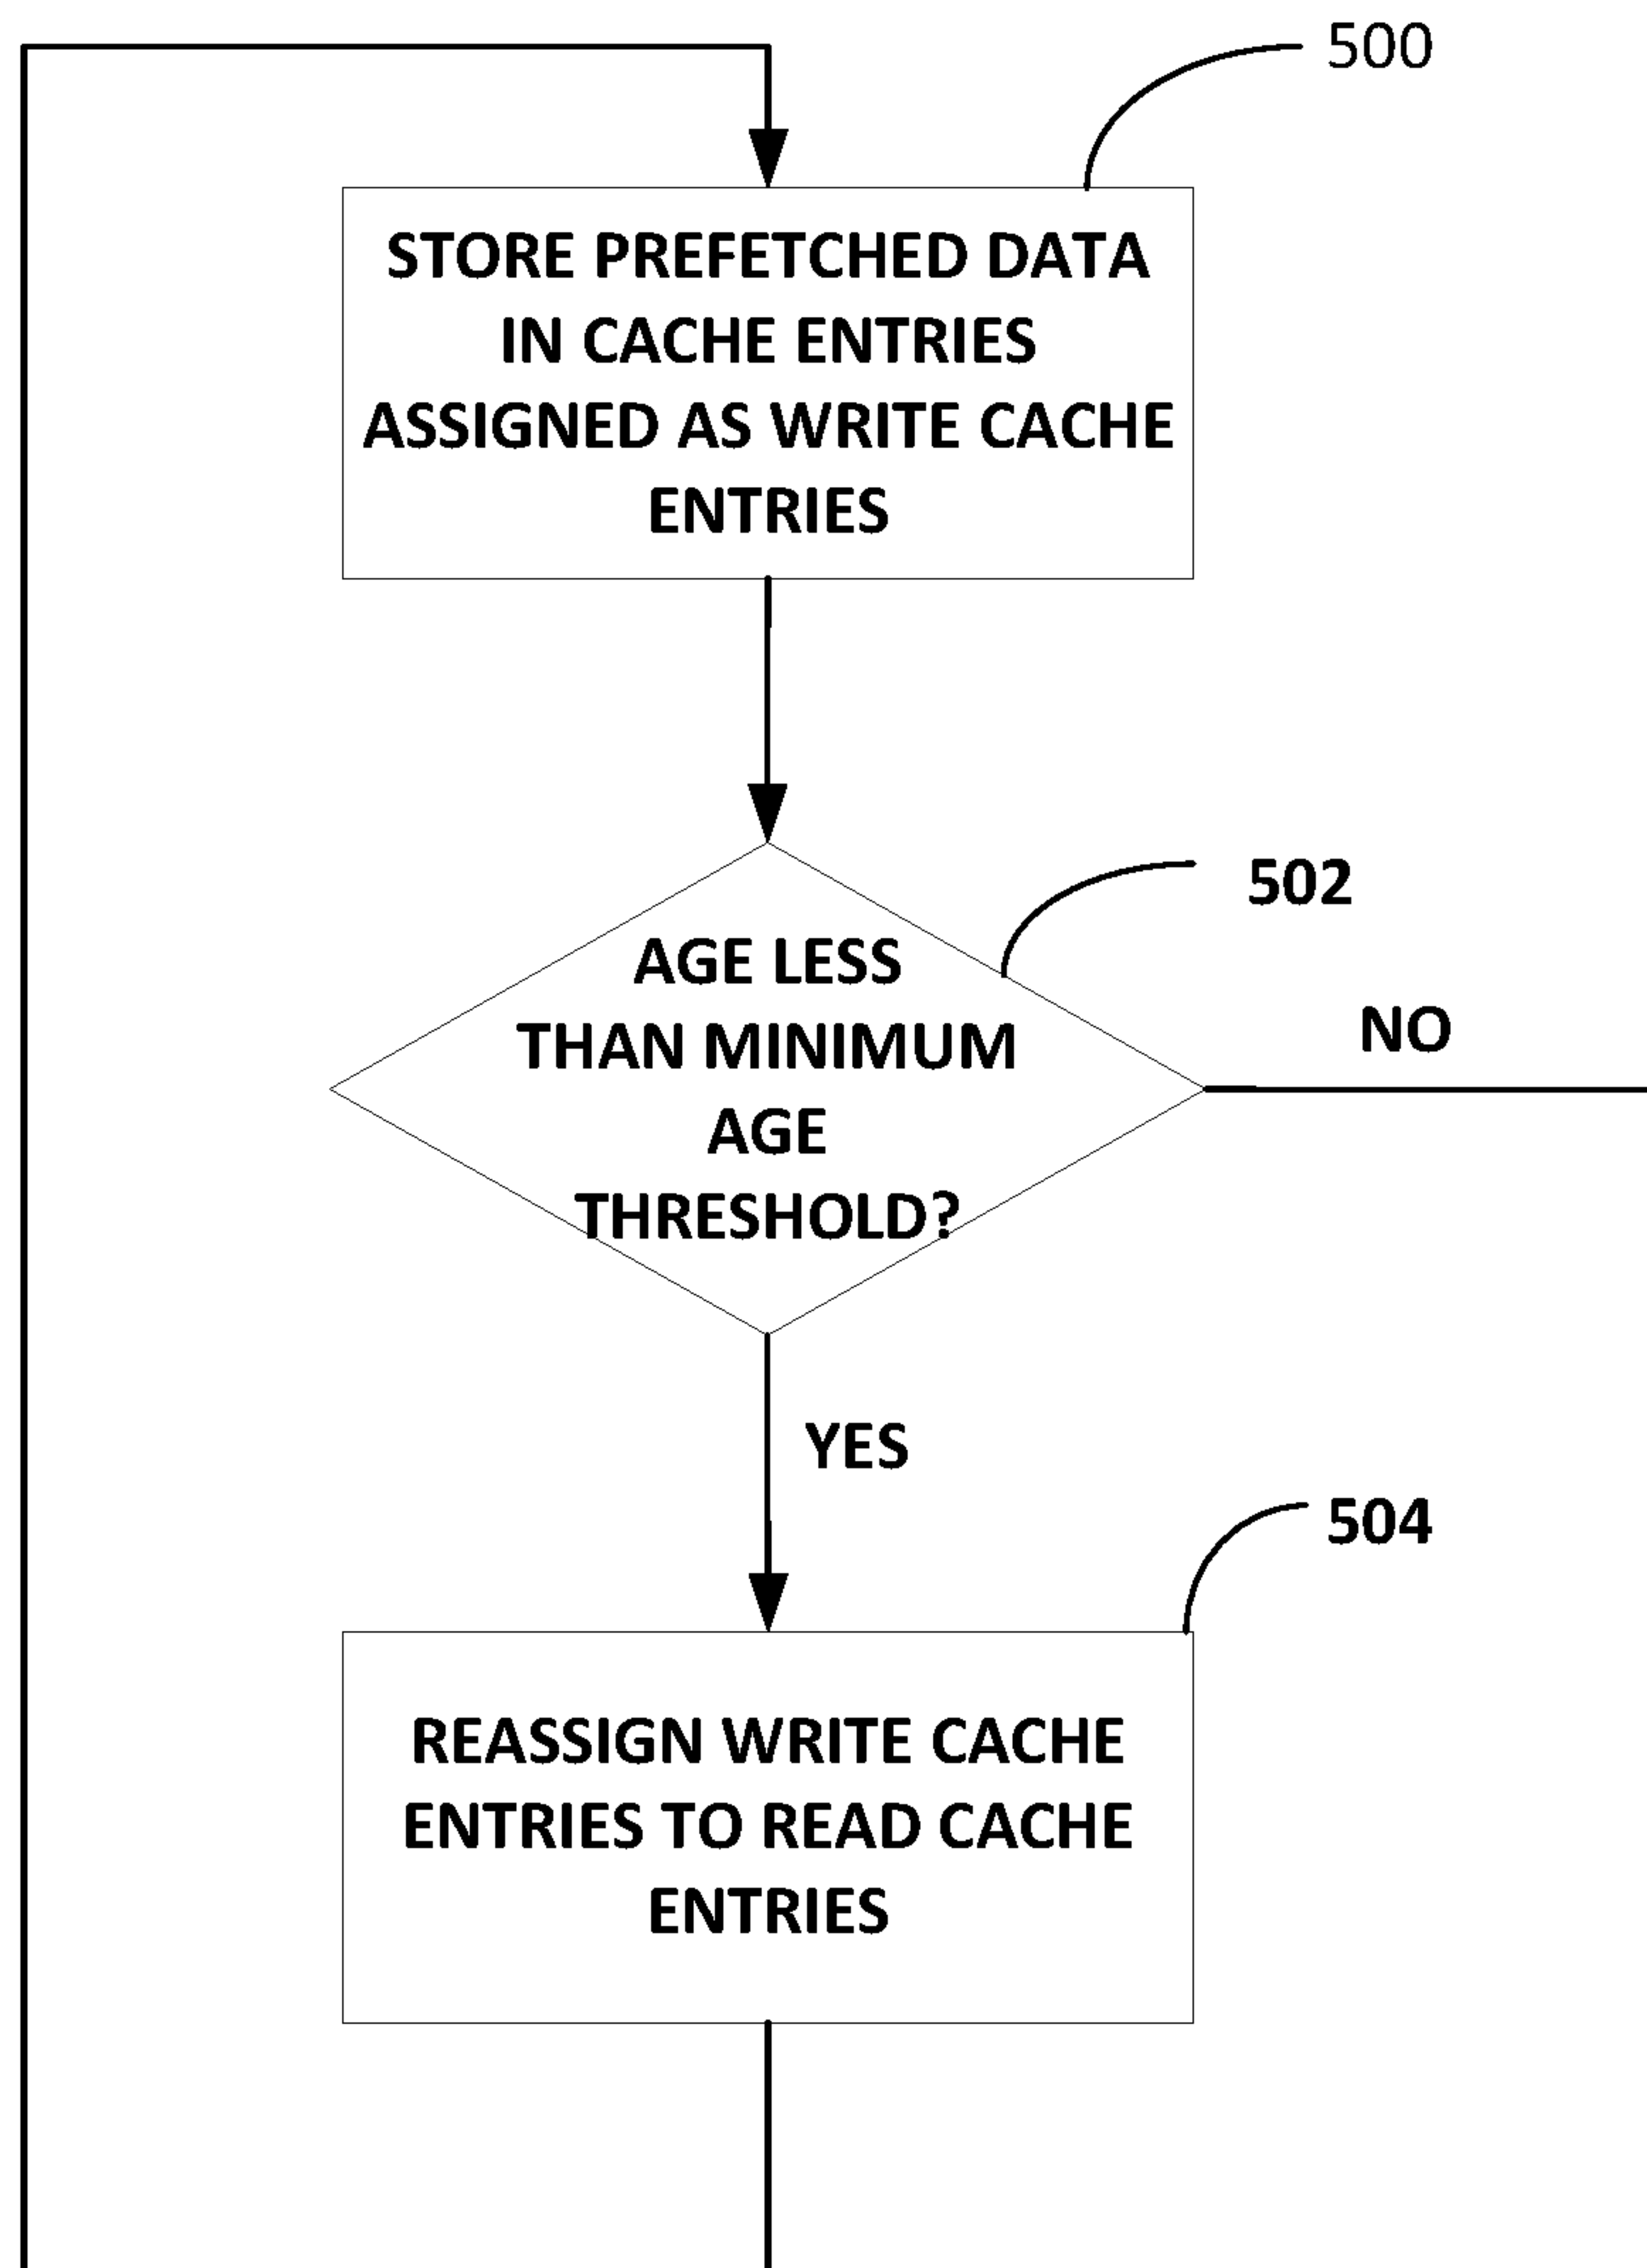 500
STORE PREFETCHED DATA
IN CACHE ENTRIES
ASSIGNED AS WRITE CACHE
ENTRIES
502
AGE LESS
THAN MINIMUM
AGE
THRESHOLD?
NO
YES
504
REASSIGN WRITE CACHE
ENTRIES TO READ CACHE
ENTRIES